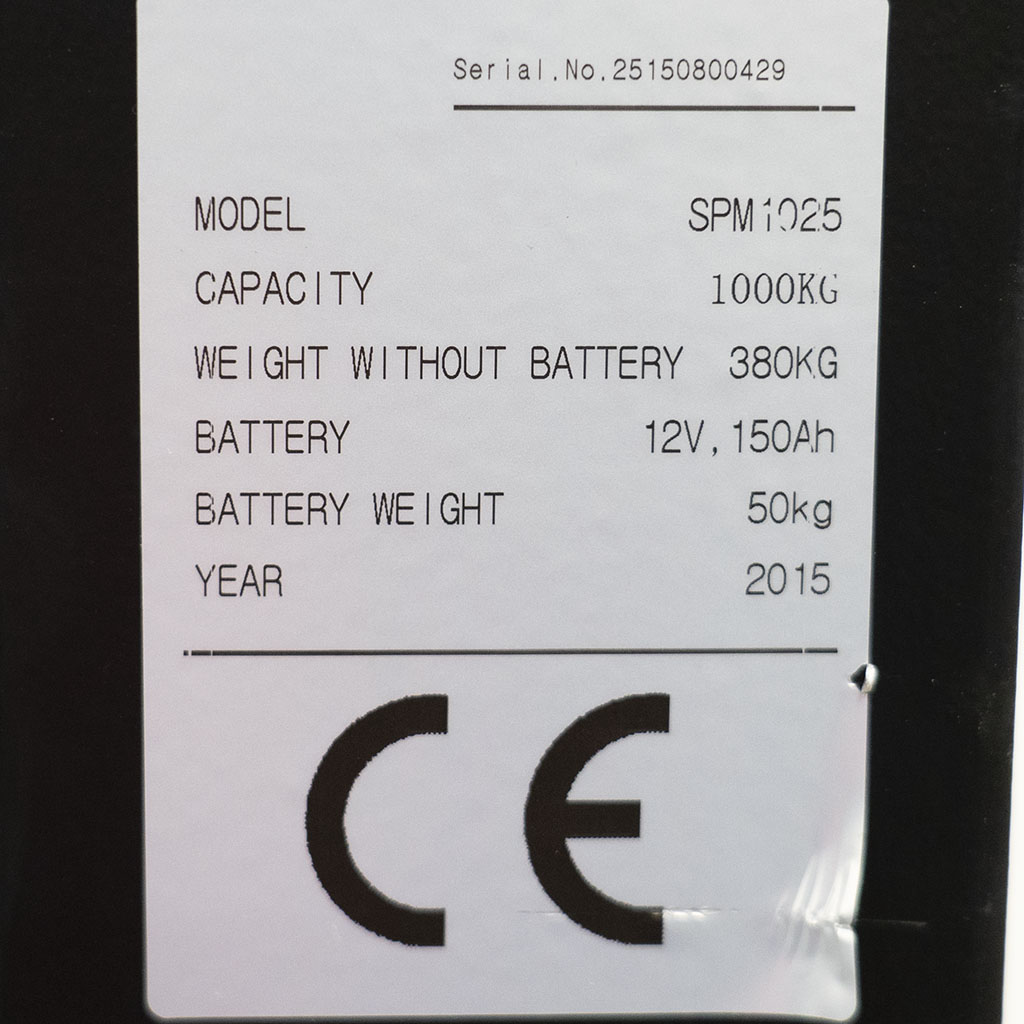 Serial.No.25150800429
MODEL SPM1025
CAPACITY 1000KG
WEIGHT WITHOUT BATTERY 380KG
BATTERY 12V,150Ah
BATTERY WEIGHT 50kg
YEAR 2015
CE